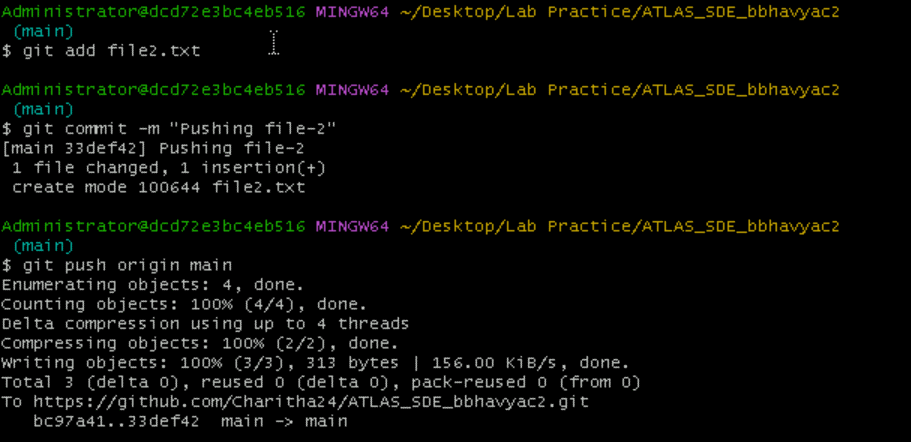 Administrator@dcd72e3bc4eb516 MINGW64 ~/Desktop/Lab Practice/ATLAS_SDE_bbhavyac2
(main)
$ git add file2.txt
Administrator@dcd72e3bc4eb516 MINGW64 ~/Desktop/Lab Practice/ATLAS_SDE_bbhavyac2
(main)
$ git commit -m "Pushing file-2"
[main 33def42] Pushing file-2
1 file changed, 1 insertion(+)
create mode 100644 file2.txt
Administrator@dcd72e3bc4eb516 MINGW64 ~/Desktop/Lab Practice/ATLAS_SDE_bbhavyac2
(main)
$ git push origin main
Enumerating objects: 4, done.
Counting objects: 100% (4/4), done.
Delta compression using up to 4 threads
Compressing objects: 100% (2/2), done.
Writing objects: 100% (3/3), 313 bytes | 156.00 KiB/s, done.
Total 3 (delta 0), reused 0 (delta 0), pack-reused 0 (from 0)
To https://github.com/Charitha24/ATLAS_SDE_bbhavyac2.git
bc97a41..33def42  main -> main